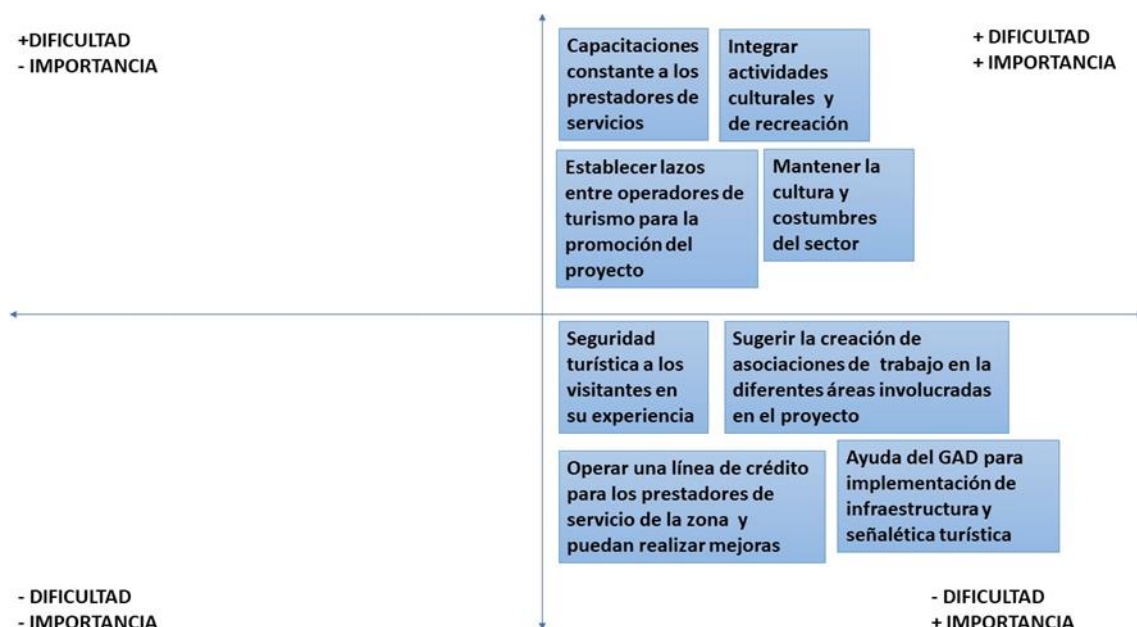 +DIFICULTAD
- IMPORTANCIA
Capacitaciones
constante a los
prestadores de
servicios
Integrar
actividades
culturales y
de recreación
+ DIFICULTAD
+ IMPORTANCIA
Establecer lazos
entre operadores de
turismo para la
promoción del
proyecto
Mantener la
cultura y
costumbres
del sector
Seguridad
turística a los
visitantes en
su experiencia
Sugerir la creación de
asociaciones de trabajo en la
diferentes áreas involucradas
en el proyecto
Operar una línea de crédito
para los prestadores de
servicio de la zona y
puedan realizar mejoras
Ayuda del GAD para
implementación de
infraestructura y
señalética turística
- DIFICULTAD
- IMPORTANCIA
- DIFICULTAD
+ IMPORTANCIA